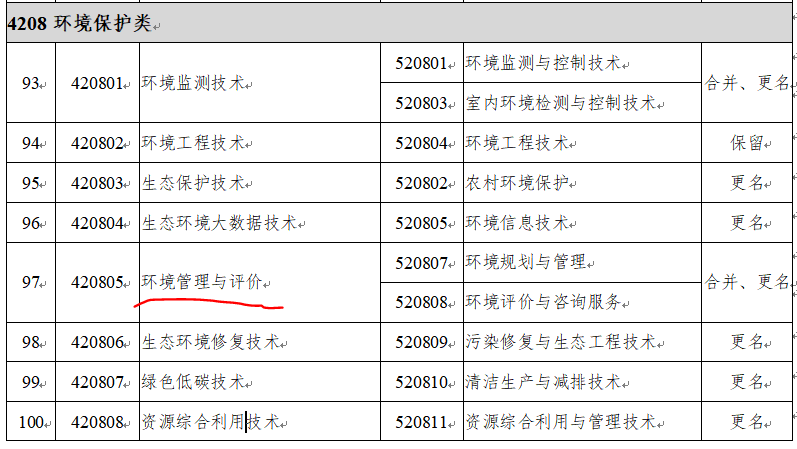 4208 环境保护类
93 420801 环境监测技术 520801 环境监测与控制技术 合并、更名
520803 室内环境检测与控制技术
94 420802 环境工程技术 520804 环境工程技术 保留
95 420803 生态保护技术 520802 农村环境保护 更名
96 420804 生态环境大数据技术 520805 环境信息技术 更名
97 420805 环境管理与评价 520807 环境规划与管理 合并、更名
520808 环境评价与咨询服务
98 420806 生态环境修复技术 520809 污染修复与生态工程技术 更名
99 420807 绿色低碳技术 520810 清洁生产与减排技术 更名
100 420808 资源综合利用技术 520811 资源综合利用与管理技术 更名